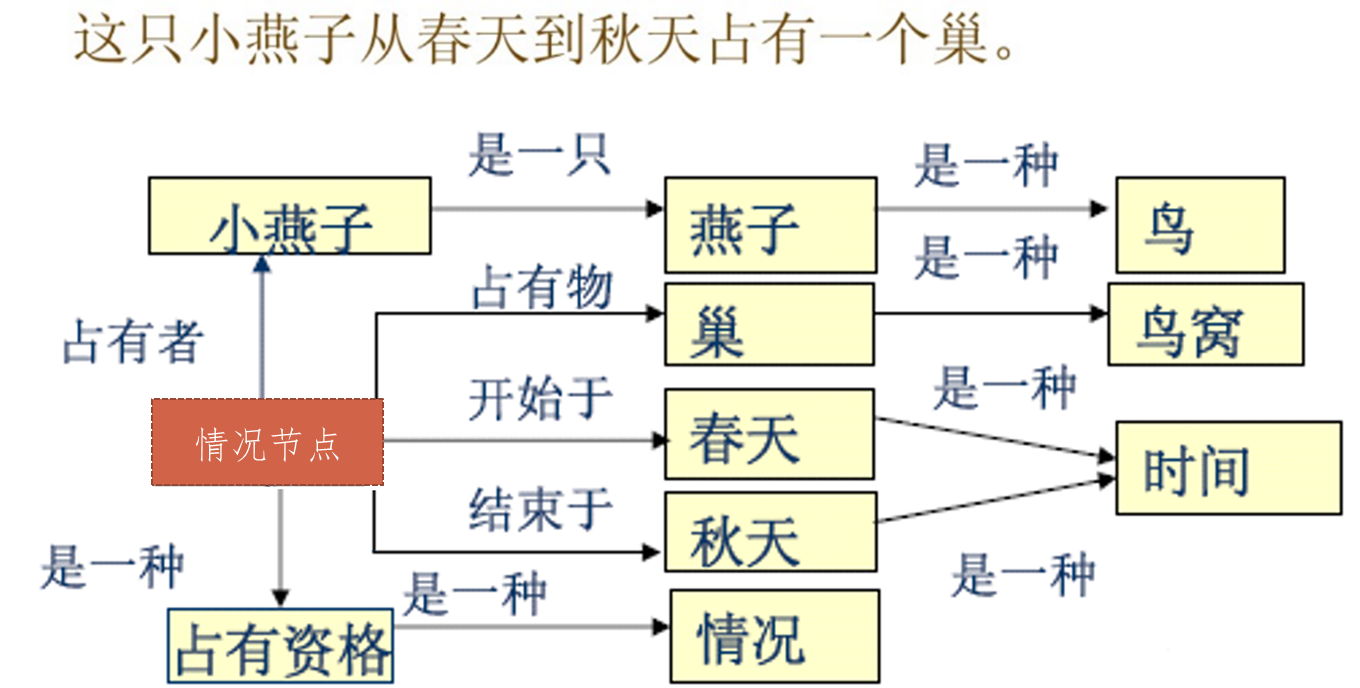 这只小燕子从春天到秋天占有一个巢。
是一只
是一种
小燕子
燕子
鸟
是一种
占有物
占有者
巢
鸟窝
开始于
是一种
情况节点
春天
时间
结束于
秋天
是一种
是一种
是一种
占有资格
情况